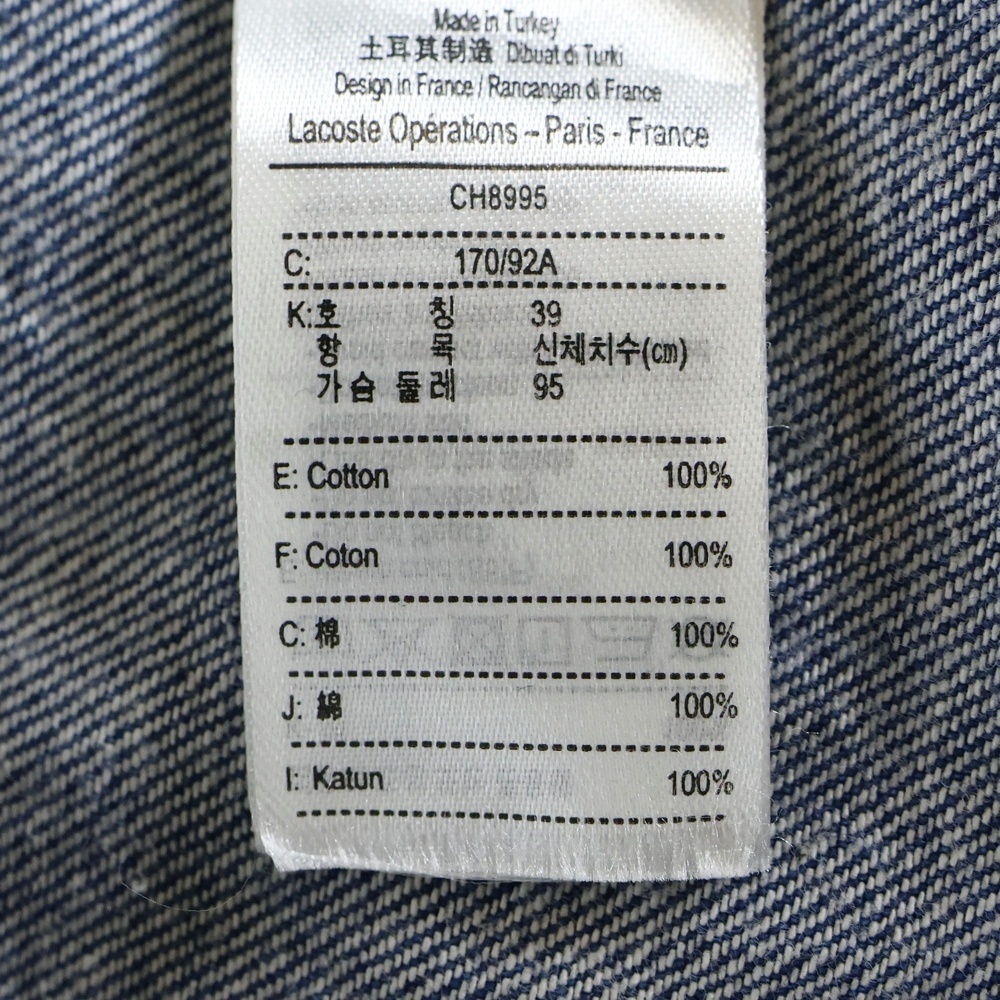 Made in Turkey
土耳其制造 Dibuat di Turki
Design in France / Rancangan di France
Lacoste Opérations – Paris - France
CH8995
C: 170/92A
K:호 칭 39
항 목 신체치수(cm)
가슴 둘레 95
E: Cotton 100%
F: Coton 100%
C: 棉 100%
J: 綿 100%
I: Katun 100%